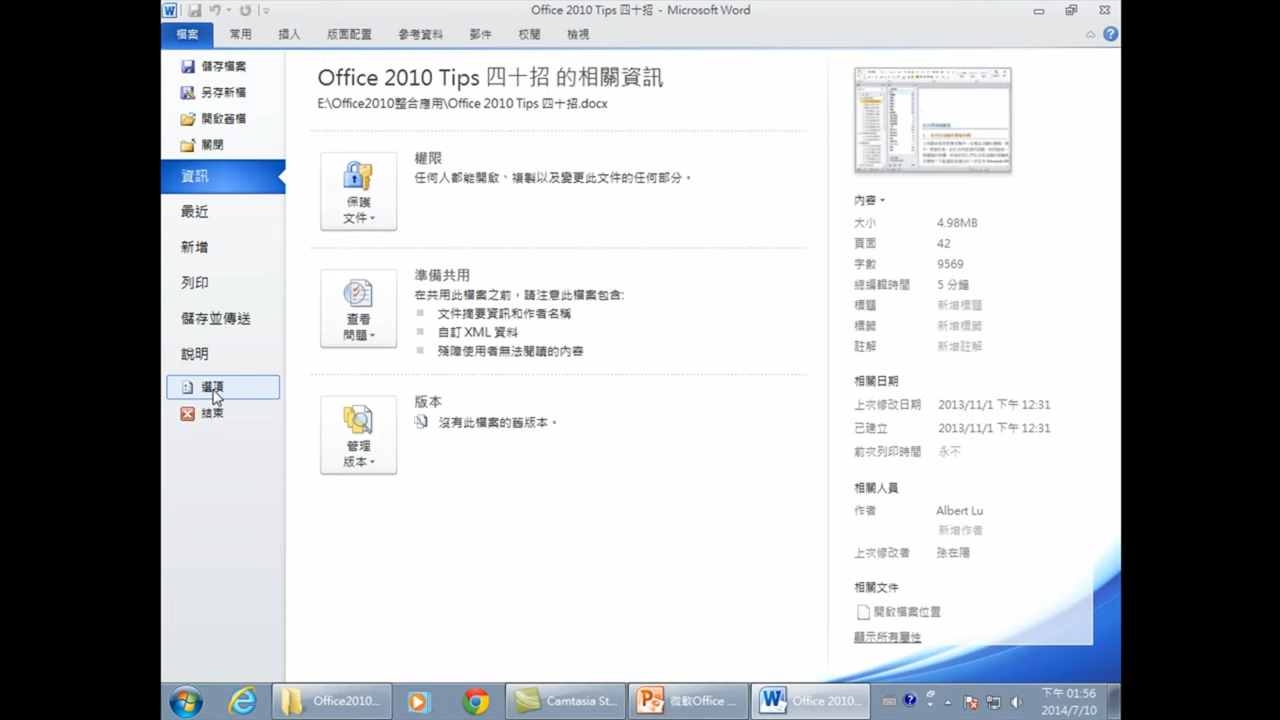 Office 2010 Tips 四十招 - Microsoft Word
檔案 常用 插入 版面配置 參考資料 郵件 校閱 檢視
儲存檔案
另存新檔
開啟舊檔
關閉
資訊
最近
新增
列印
儲存並傳送
說明
選項
結束
Office 2010 Tips 四十招 的相關資訊
E:\Office2010整合應用\Office 2010 Tips 四十招.docx
保護
文件
權限
任何人都能開啟、複製以及變更此文件的任何部分。
查看
問題
準備共用
在共用此檔案之前，請注意此檔案包含:
文件摘要資訊和作者名稱
自訂 XML 資料
殘障使用者無法閱讀的內容
管理
版本
版本
沒有此檔案的舊版本。
內容
大小 4.98MB
頁面 42
字數 9569
總編輯時間 5 分鐘
標題 新增標題
標籤 新增標籤
註解 新增註解
相關日期
上次修改日期 2013/11/1 下午 12:31
已建立 2013/11/1 下午 12:31
前次列印時間 永不
相關人員
作者 Albert Lu
新增作者
上次修改者 孫在陽
相關文件
開啟檔案位置
顯示所有屬性
Office2010... Camtasia St... 從軟Office ... Office 2010...
下午 01:56
2014/7/10